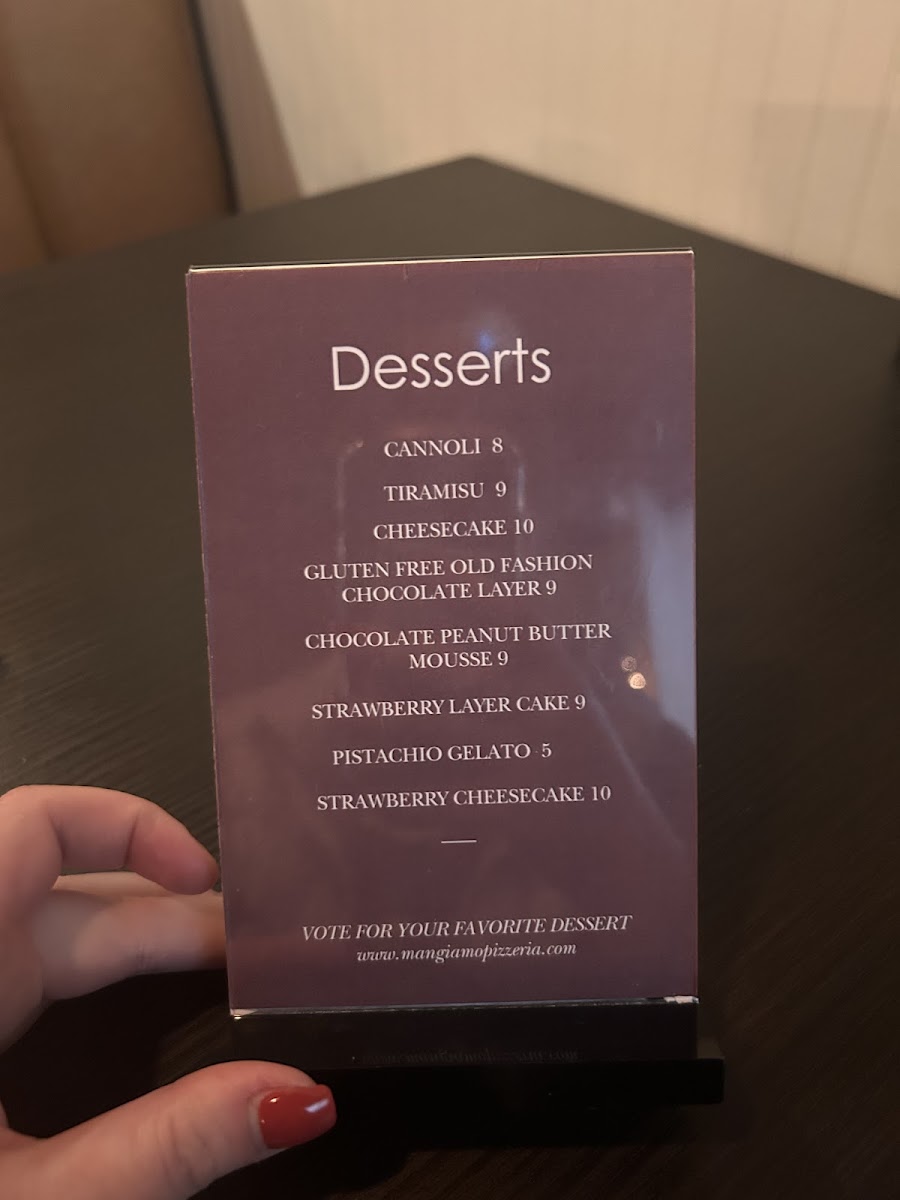 Desserts
CANNOLI 8
TIRAMISU 9
CHEESECAKE 10
GLUTEN FREE OLD FASHION
CHOCOLATE LAYER 9
CHOCOLATE PEANUT BUTTER
MOUSSE 9
STRAWBERRY LAYER CAKE 9
PISTACHIO GELATO 5
STRAWBERRY CHEESECAKE 10
VOTE FOR YOUR FAVORITE DESSERT
www.mangiamopizzeria.com